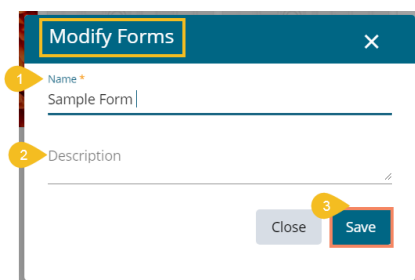 Modify Forms ×
1
Name *
Sample Form
2
Description
3
Close Save